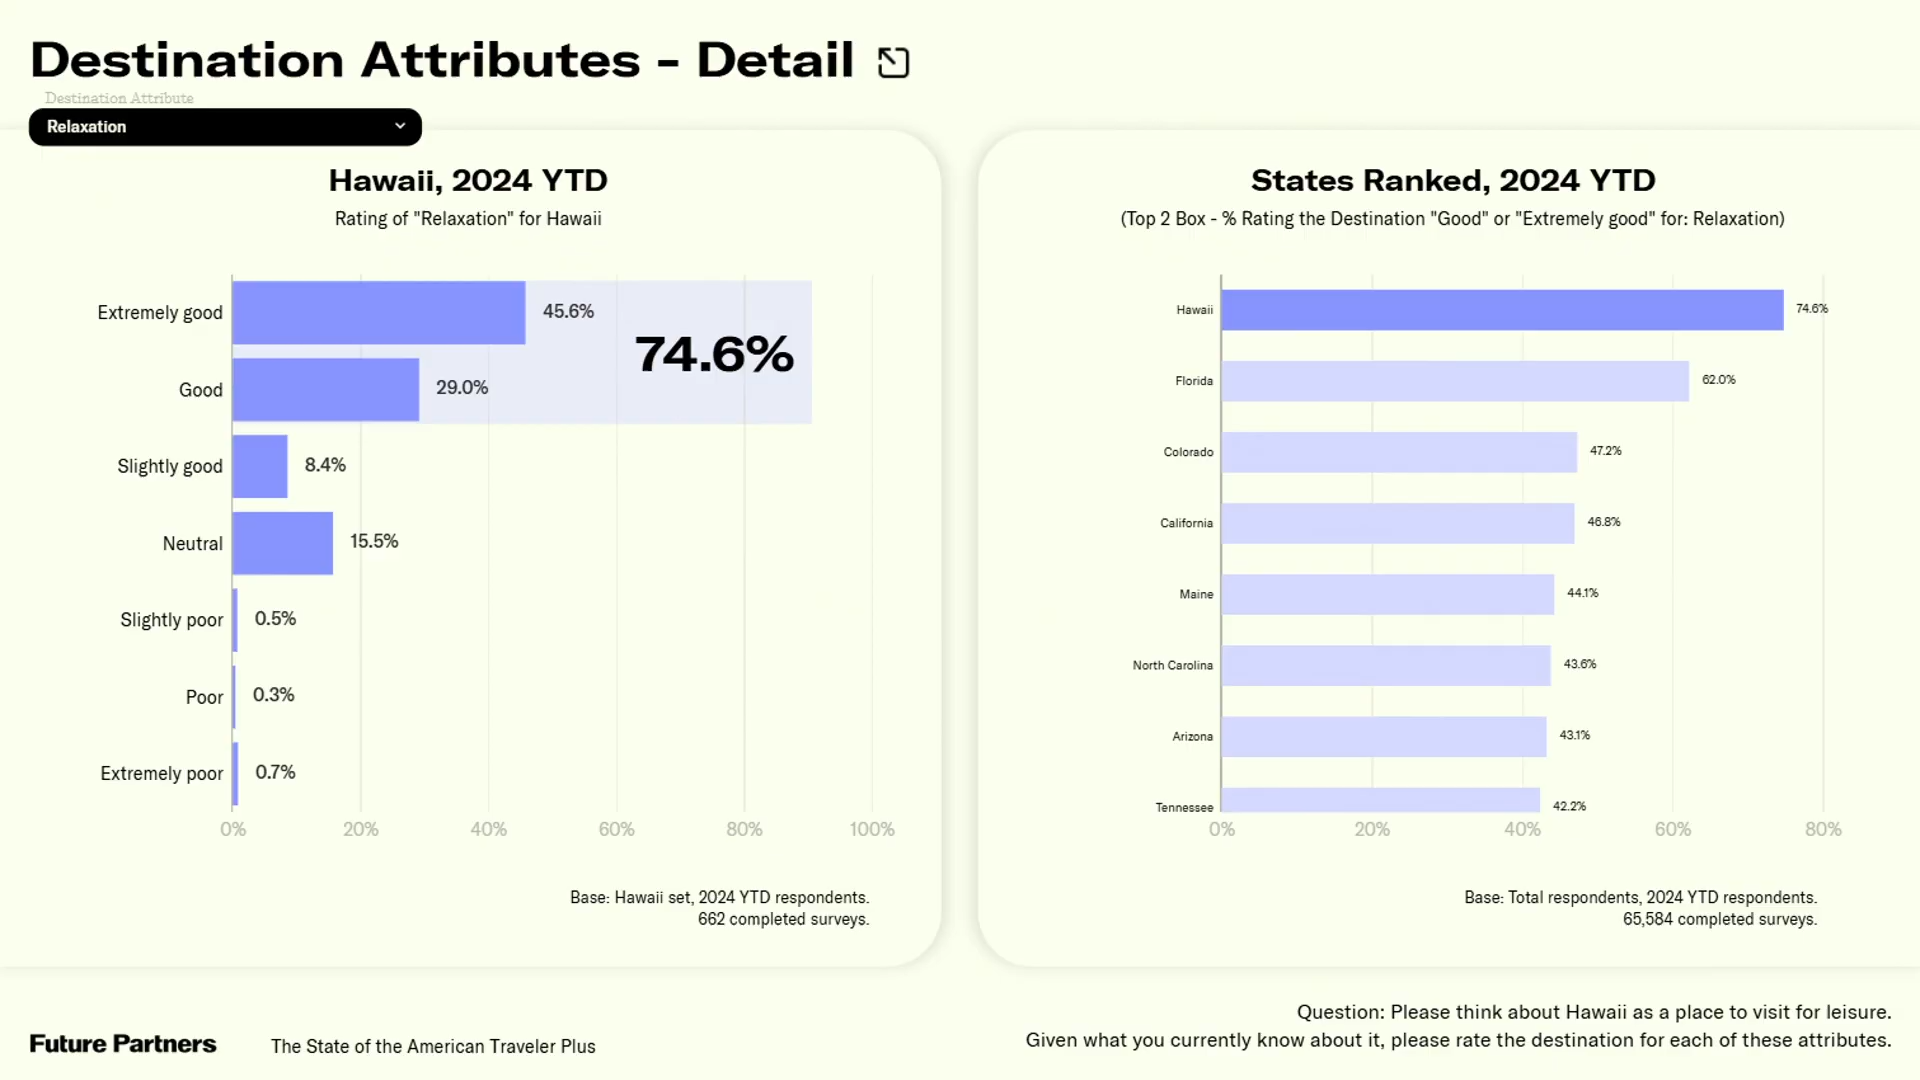 Destination Attributes - Detail
Destination Attribute
Relaxation
Hawaii, 2024 YTD
Rating of "Relaxation" for Hawaii
Extremely good
45.6%
74.6%
Good
29.0%
Slightly good
8.4%
Neutral
15.5%
Slightly poor
0.5%
Poor
0.3%
Extremely poor
0.7%
0% 20% 40% 60% 80% 100%
Base: Hawaii set, 2024 YTD respondents.
662 completed surveys.
States Ranked, 2024 YTD
(Top 2 Box - % Rating the Destination "Good" or "Extremely good" for: Relaxation)
Hawaii
74.6%
Florida
62.0%
Colorado
47.2%
California
46.8%
Maine
44.1%
North Carolina
43.6%
Arizona
43.1%
Tennessee
42.2%
0% 20% 40% 60% 80%
Base: Total respondents, 2024 YTD respondents.
65,584 completed surveys.
Future Partners
The State of the American Traveler Plus
Question: Please think about Hawaii as a place to visit for leisure.
Given what you currently know about it, please rate the destination for each of these attributes.